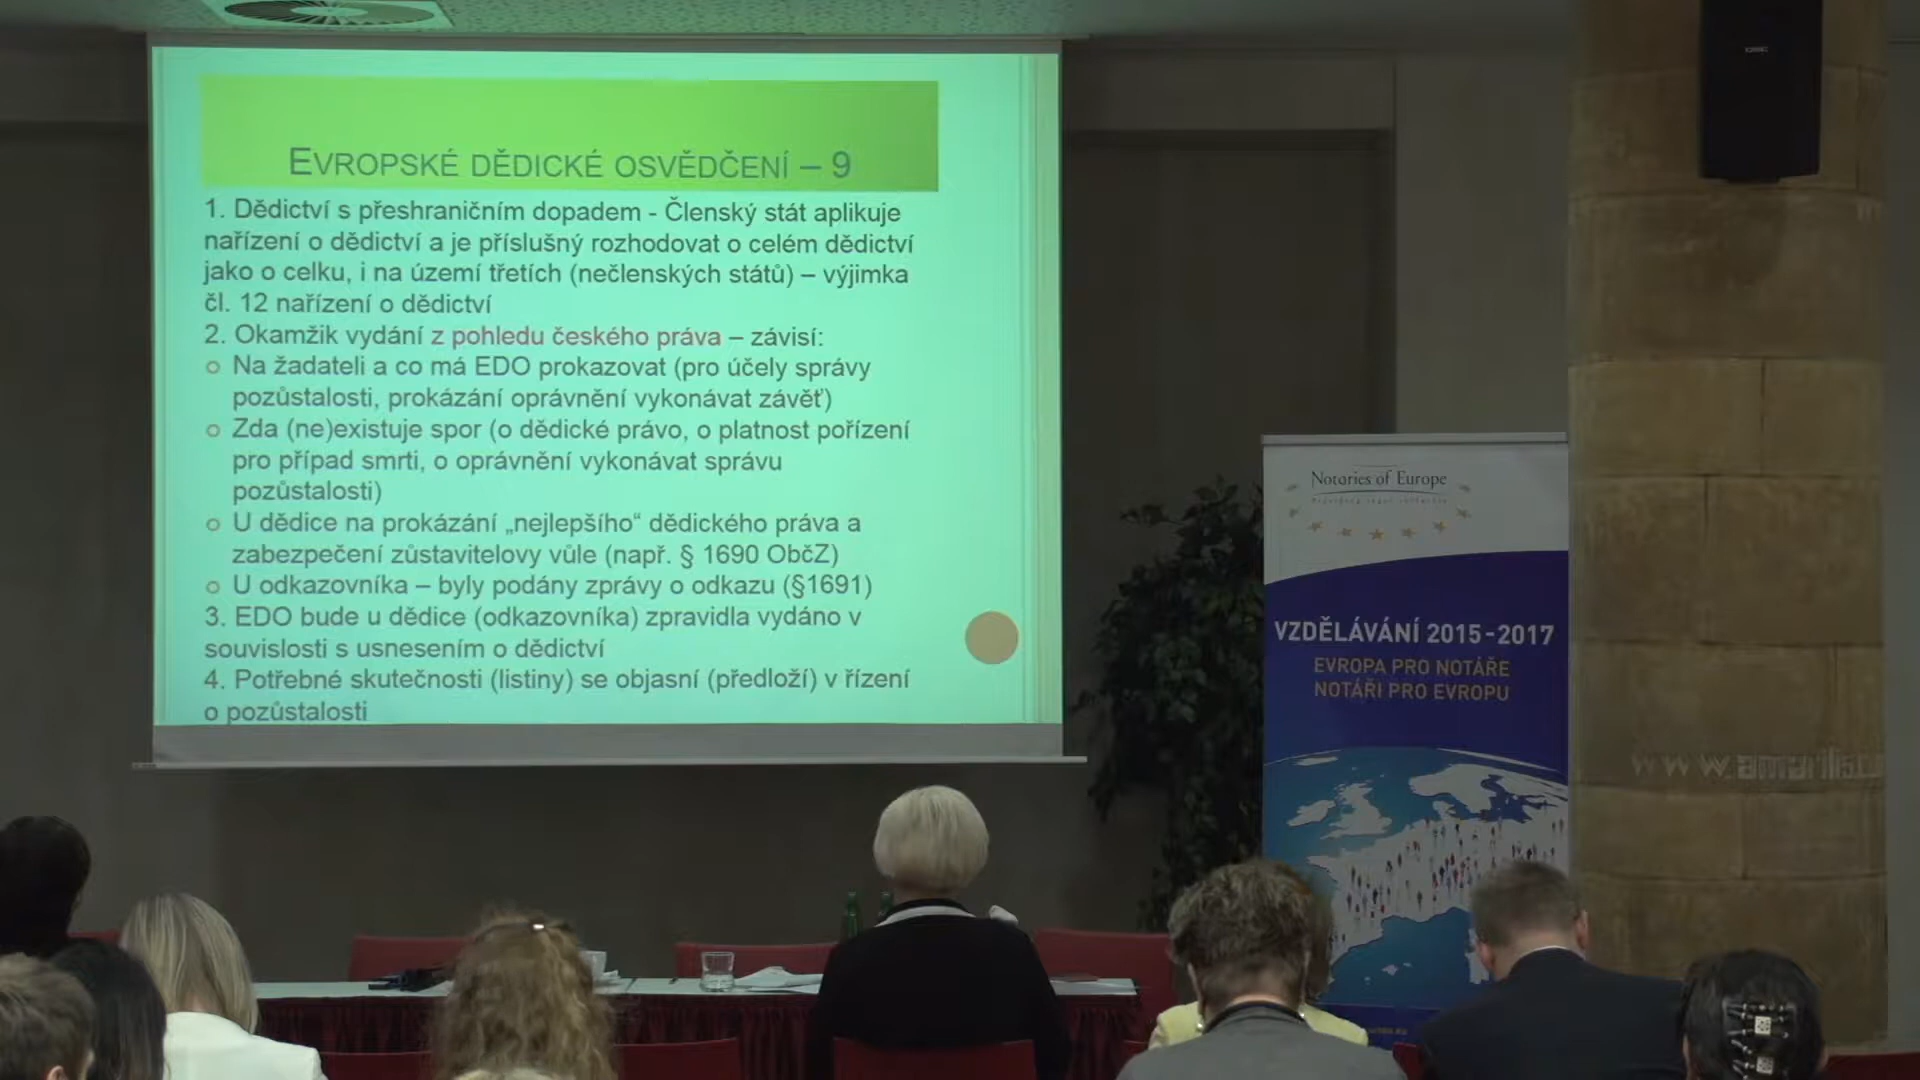 EVROPSKÉ DĚDICKÉ OSVĚDČENÍ – 9
1. Dědictví s přeshraničním dopadem - Členský stát aplikuje
nařízení o dědictví a je příslušný rozhodovat o celém dědictví
jako o celku, i na území třetích (nečlenských států) – výjimka
čl. 12 nařízení o dědictví
2. Okamžik vydání z pohledu českého práva – závisí:
Na žadateli a co má EDO prokazovat (pro účely správy
pozůstalosti, prokázání oprávnění vykonávat závěť)
Zda (ne)existuje spor (o dědické právo, o platnost pořízení
pro případ smrti, o oprávnění vykonávat správu
pozůstalosti)
U dědice na prokázání „nejlepšího“ dědického práva a
zabezpečení zůstavitelovy vůle (např. § 1690 ObčZ)
U odkazovníka – byly podány zprávy o odkazu (§1691)
3. EDO bude u dědice (odkazovníka) zpravidla vydáno v
souvislosti s usnesením o dědictví
4. Potřebné skutečnosti (listiny) se objasní (předloží) v řízení
o pozůstalosti
Notaries of Europe
VZDĚLÁVÁNÍ 2015-2017
EVROPA PRO NOTÁŘE
NOTÁŘI PRO EVROPU